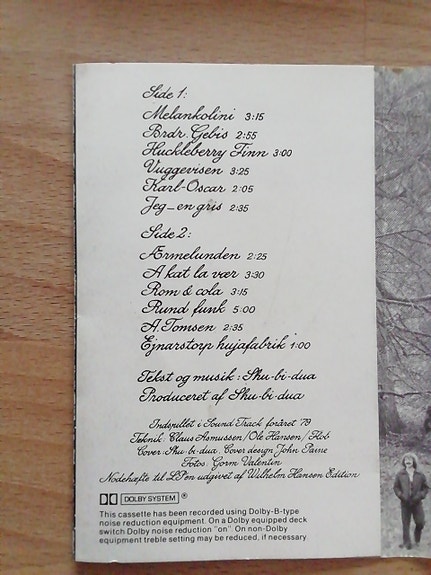 Side 1:
Melankolini 3:15
Brdr. Gebis 2:55
Huckleberry Finn 3:00
Vuggevisen 3:25
Karl-Oscar 2:05
Jeg_en gris 2:35
Side 2:
Ærmelunden 2:25
A kat la vær 3:30
Rom & cola 3:15
Rund funk 5:00
A. Tomsen 2:35
Ejnarstorp hujafabrik 1:00
Tekst og musik: Shu-bi-dua
Produceret af Shu-bi-dua
Indspillet i Sound Track foråret '79
Teknik: Claus Asmussen/Ole Hansen/Flob
Cover: Shu-bi-dua. Cover design John Paine
Fotos: Gorm Valentin
Nodehæfte til LP'en udgivet af Wilhelm Hansen Edition
DOLBY SYSTEM ®
This cassette has been recorded using Dolby-B-type
noise reduction equipment. On a Dolby equipped deck
switch Dolby noise reduction "on". On non-Dolby
equipment treble setting may be reduced, if necessary.